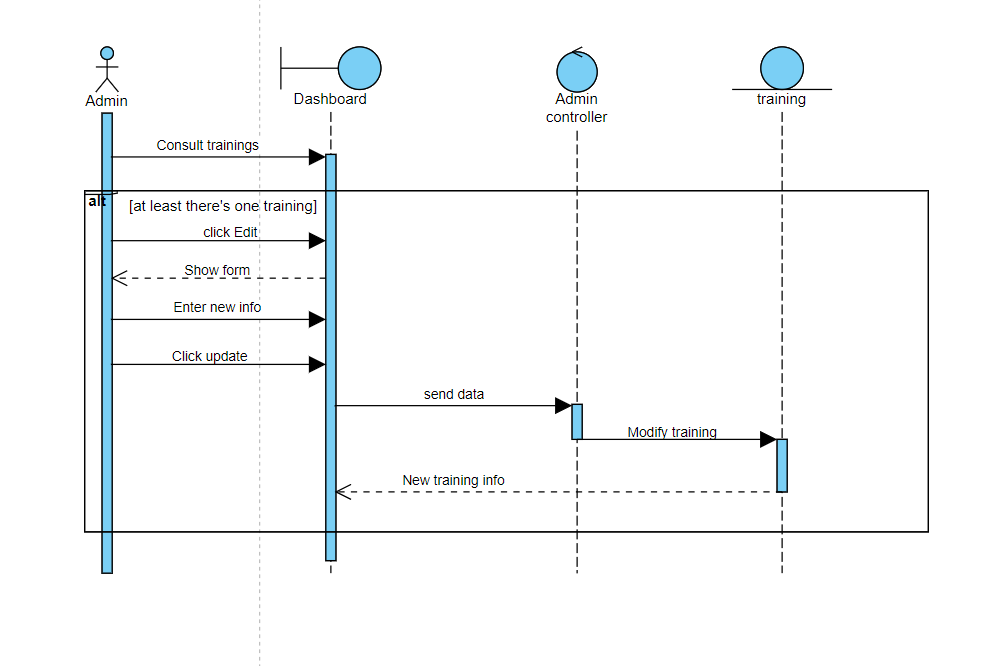 Admin
Dashboard
Admin
controller
training
Consult trainings
alt
[at least there's one training]
click Edit
Show form
Enter new info
Click update
send data
Modify training
New training info